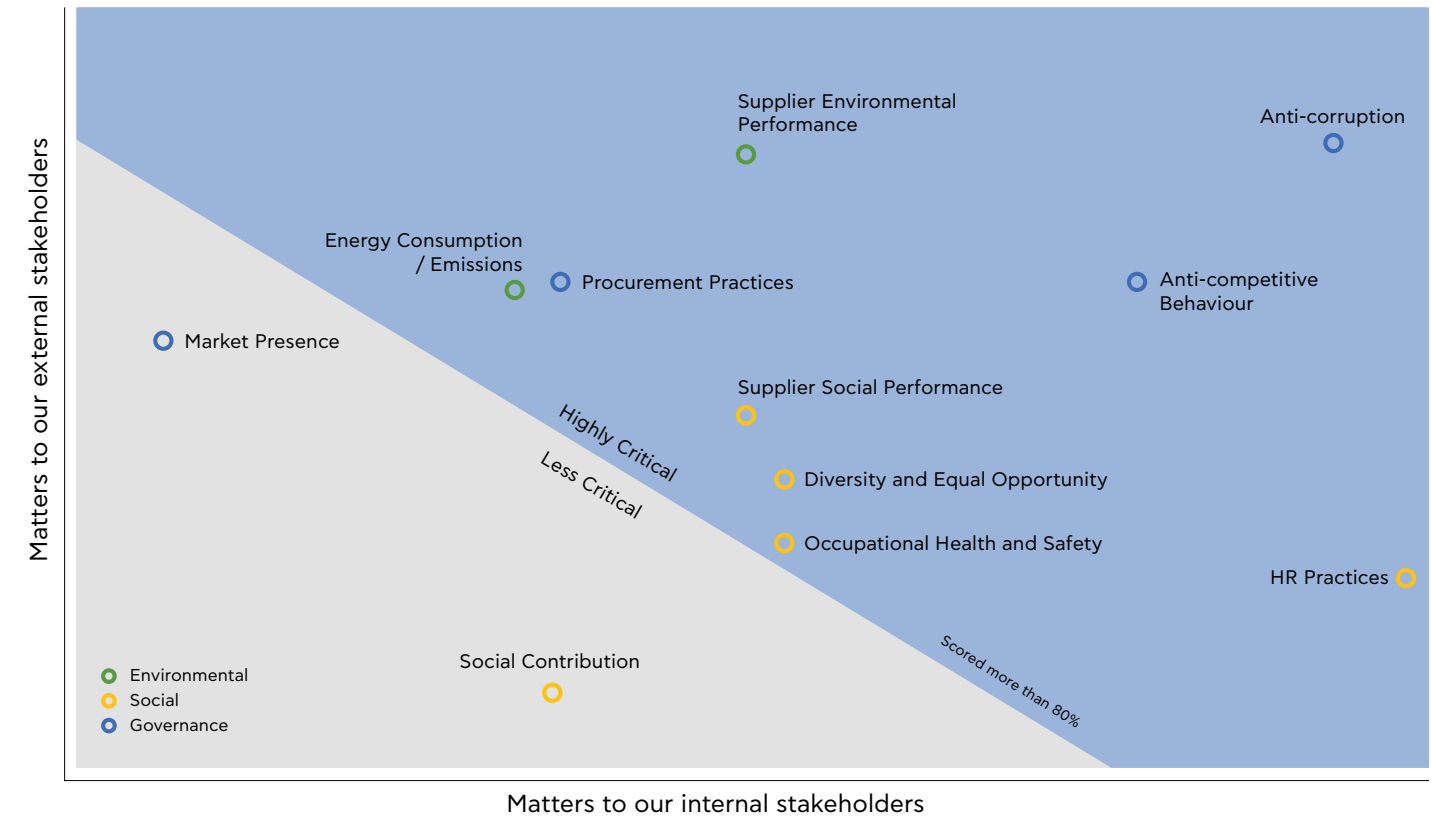 Matters to our external stakeholders
Supplier Environmental
Performance
Anti-corruption
Energy Consumption
/ Emissions
Procurement Practices
Anti-competitive
Behaviour
Market Presence
Supplier Social Performance
Highly Critical
Less Critical
Diversity and Equal Opportunity
Occupational Health and Safety
HR Practices
Scored more than 80%
Social Contribution
Environmental
Social
Governance
Matters to our internal stakeholders